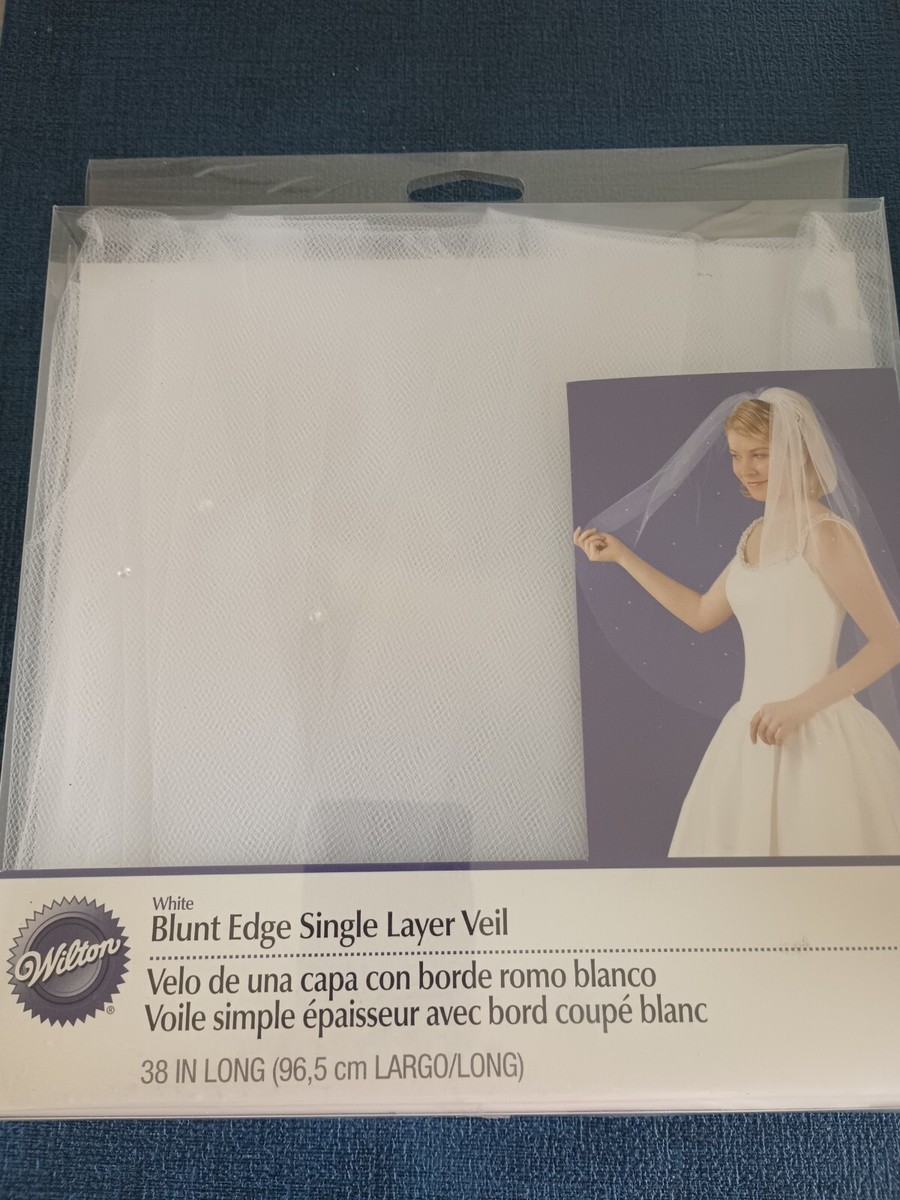 White
Blunt Edge Single Layer Veil
Wilton®
Velo de una capa con borde romo blanco
Voile simple épaisseur avec bord coupé blanc
38 IN LONG (96,5 cm LARGO/LONG)